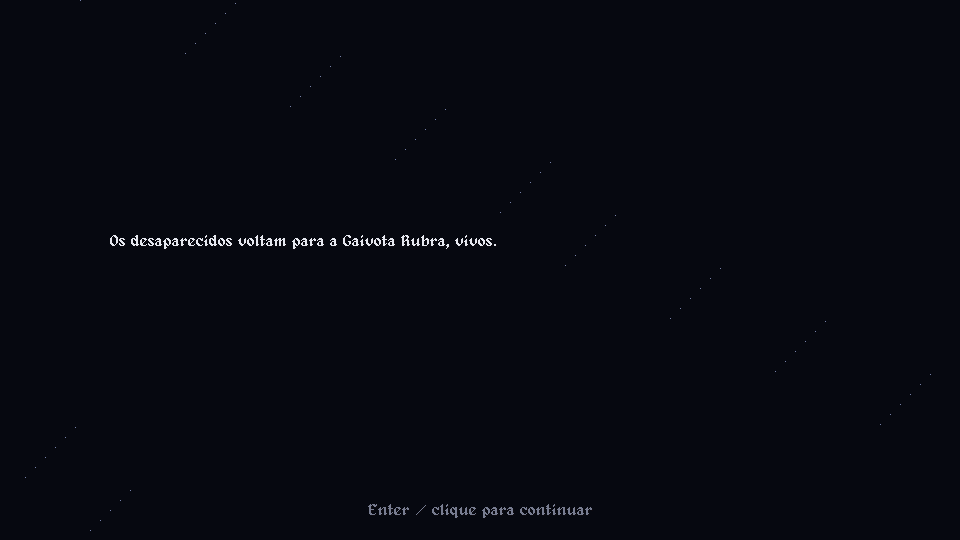 Os desaparecidos voltam para a Gaivota Rubra, vivos.
Enter / clique para continuar